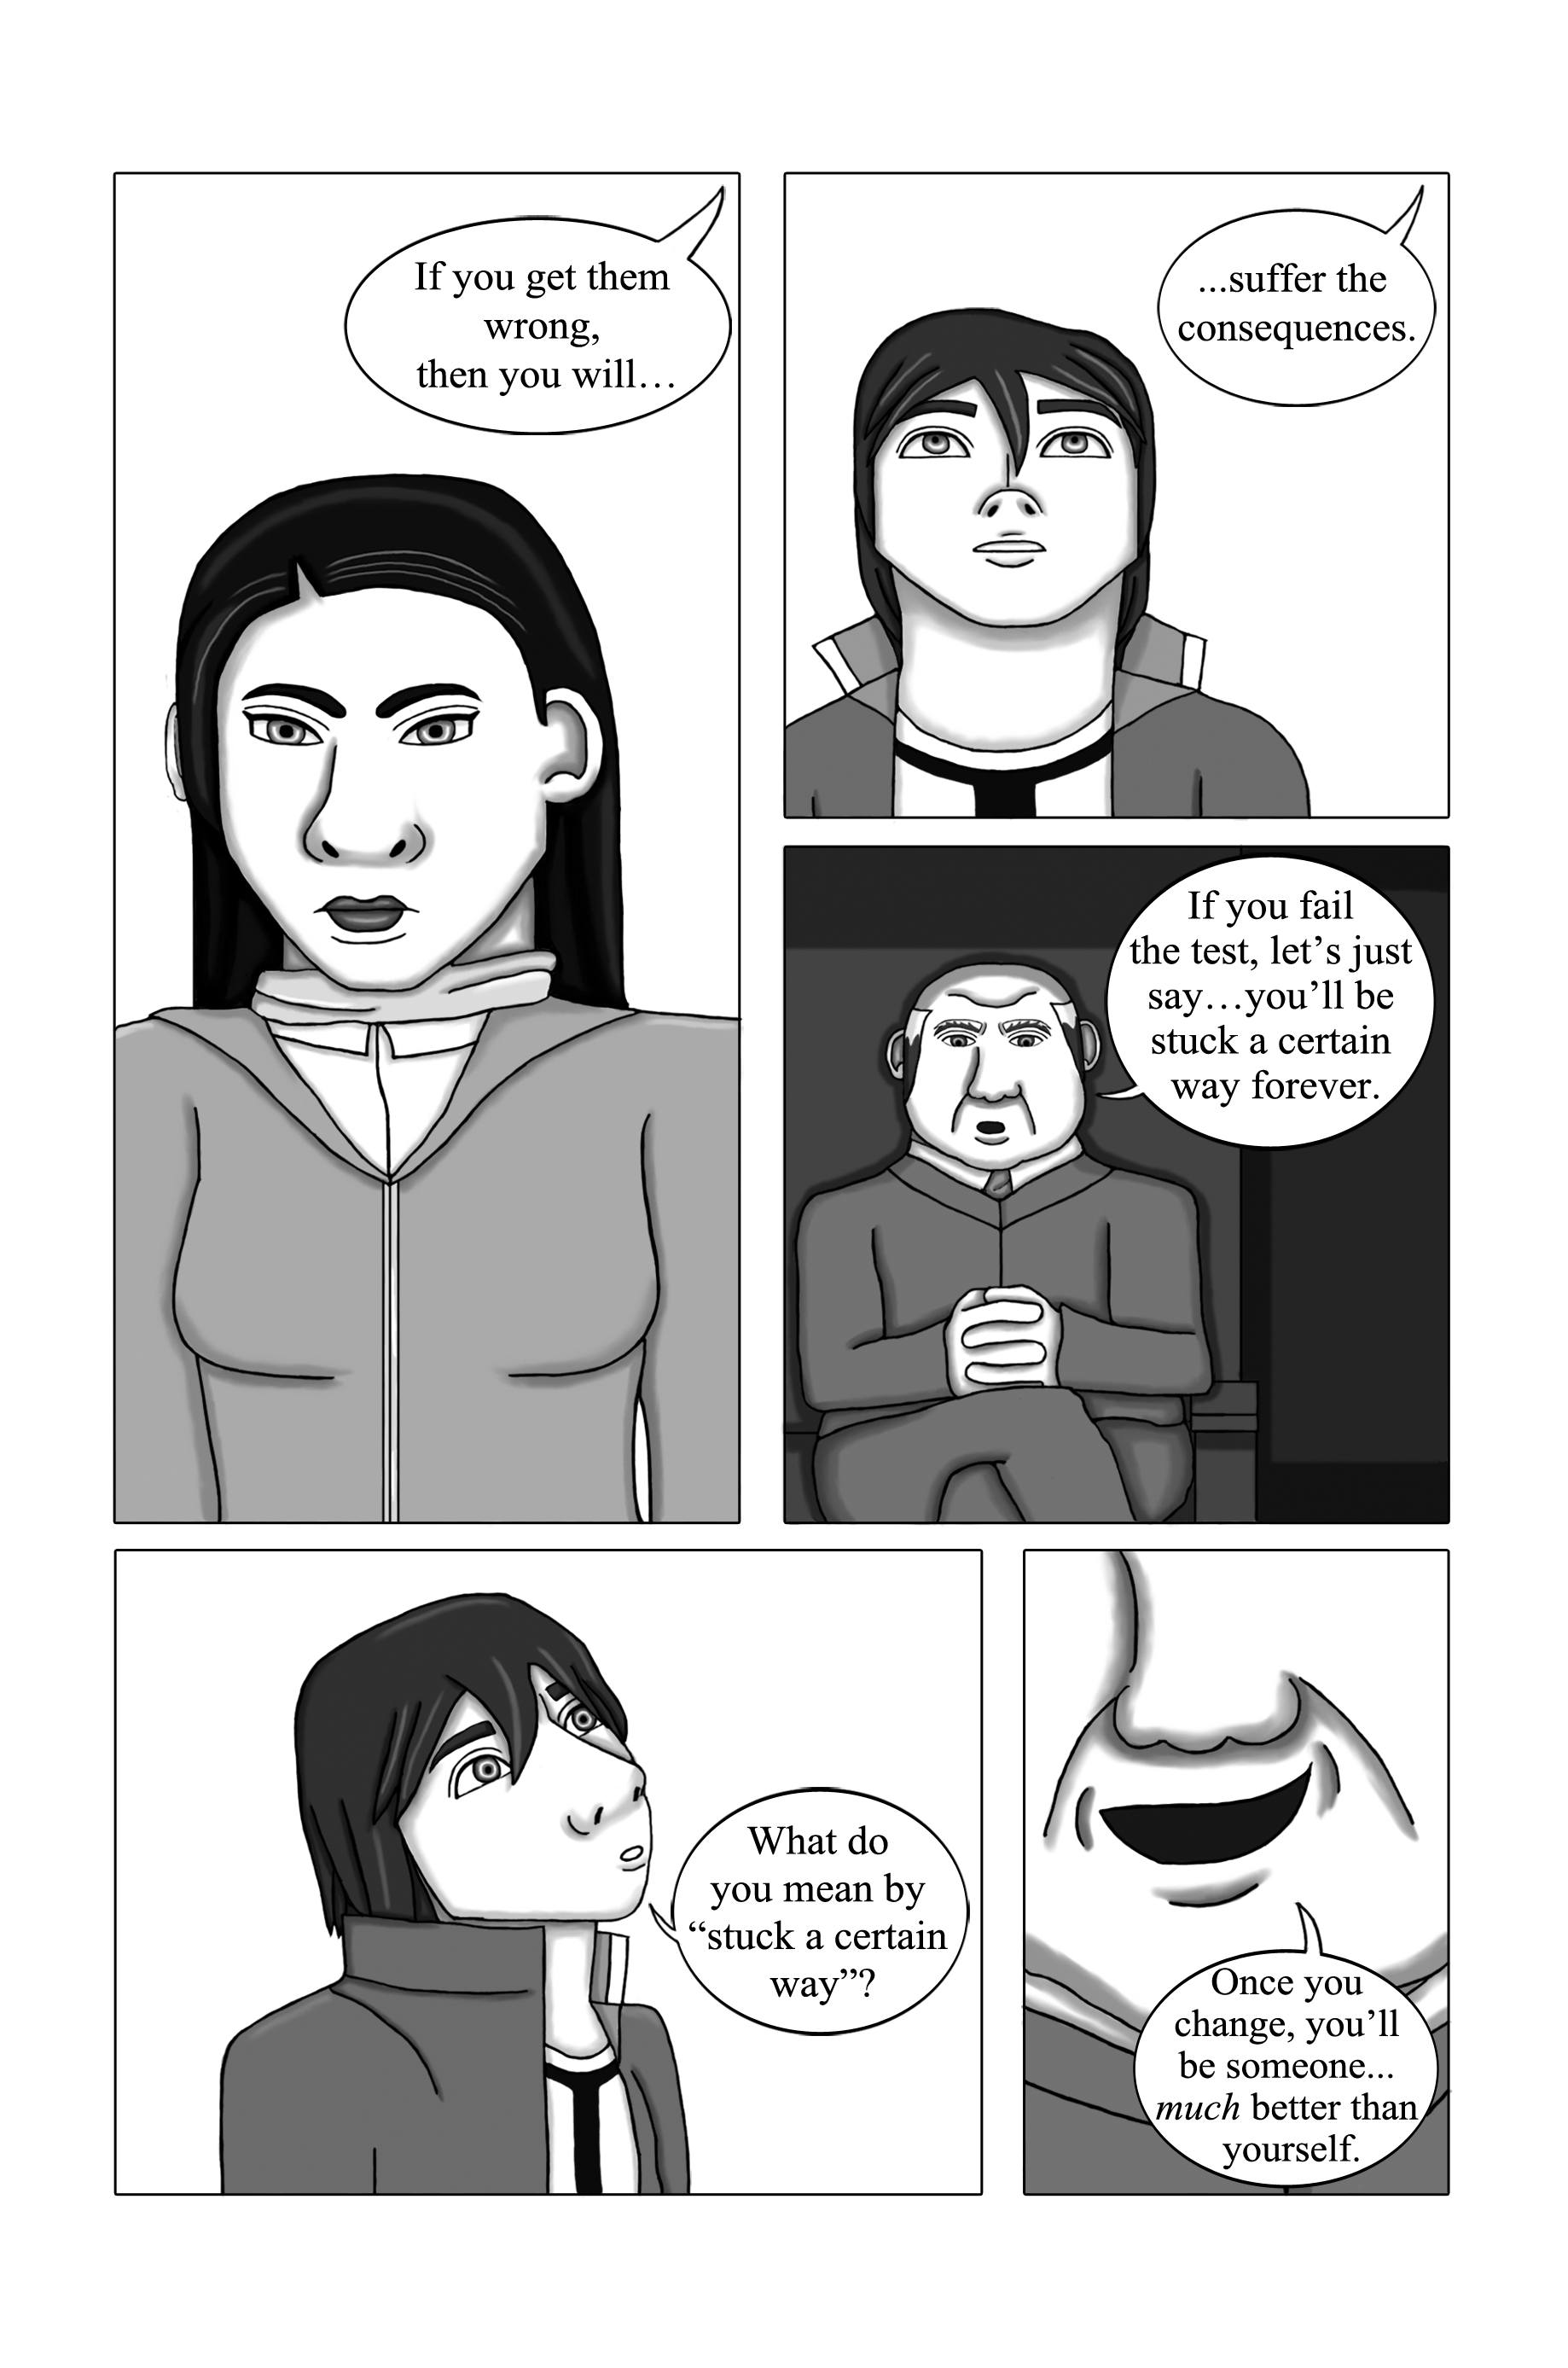 If you get them
wrong,
then you will…
...suffer the
consequences.
If you fail
the test, let’s just
say…you’ll be
stuck a certain
way forever.
What do
you mean by
“stuck a certain
way”?
Once you
change, you’ll
be someone...
much better than
yourself.